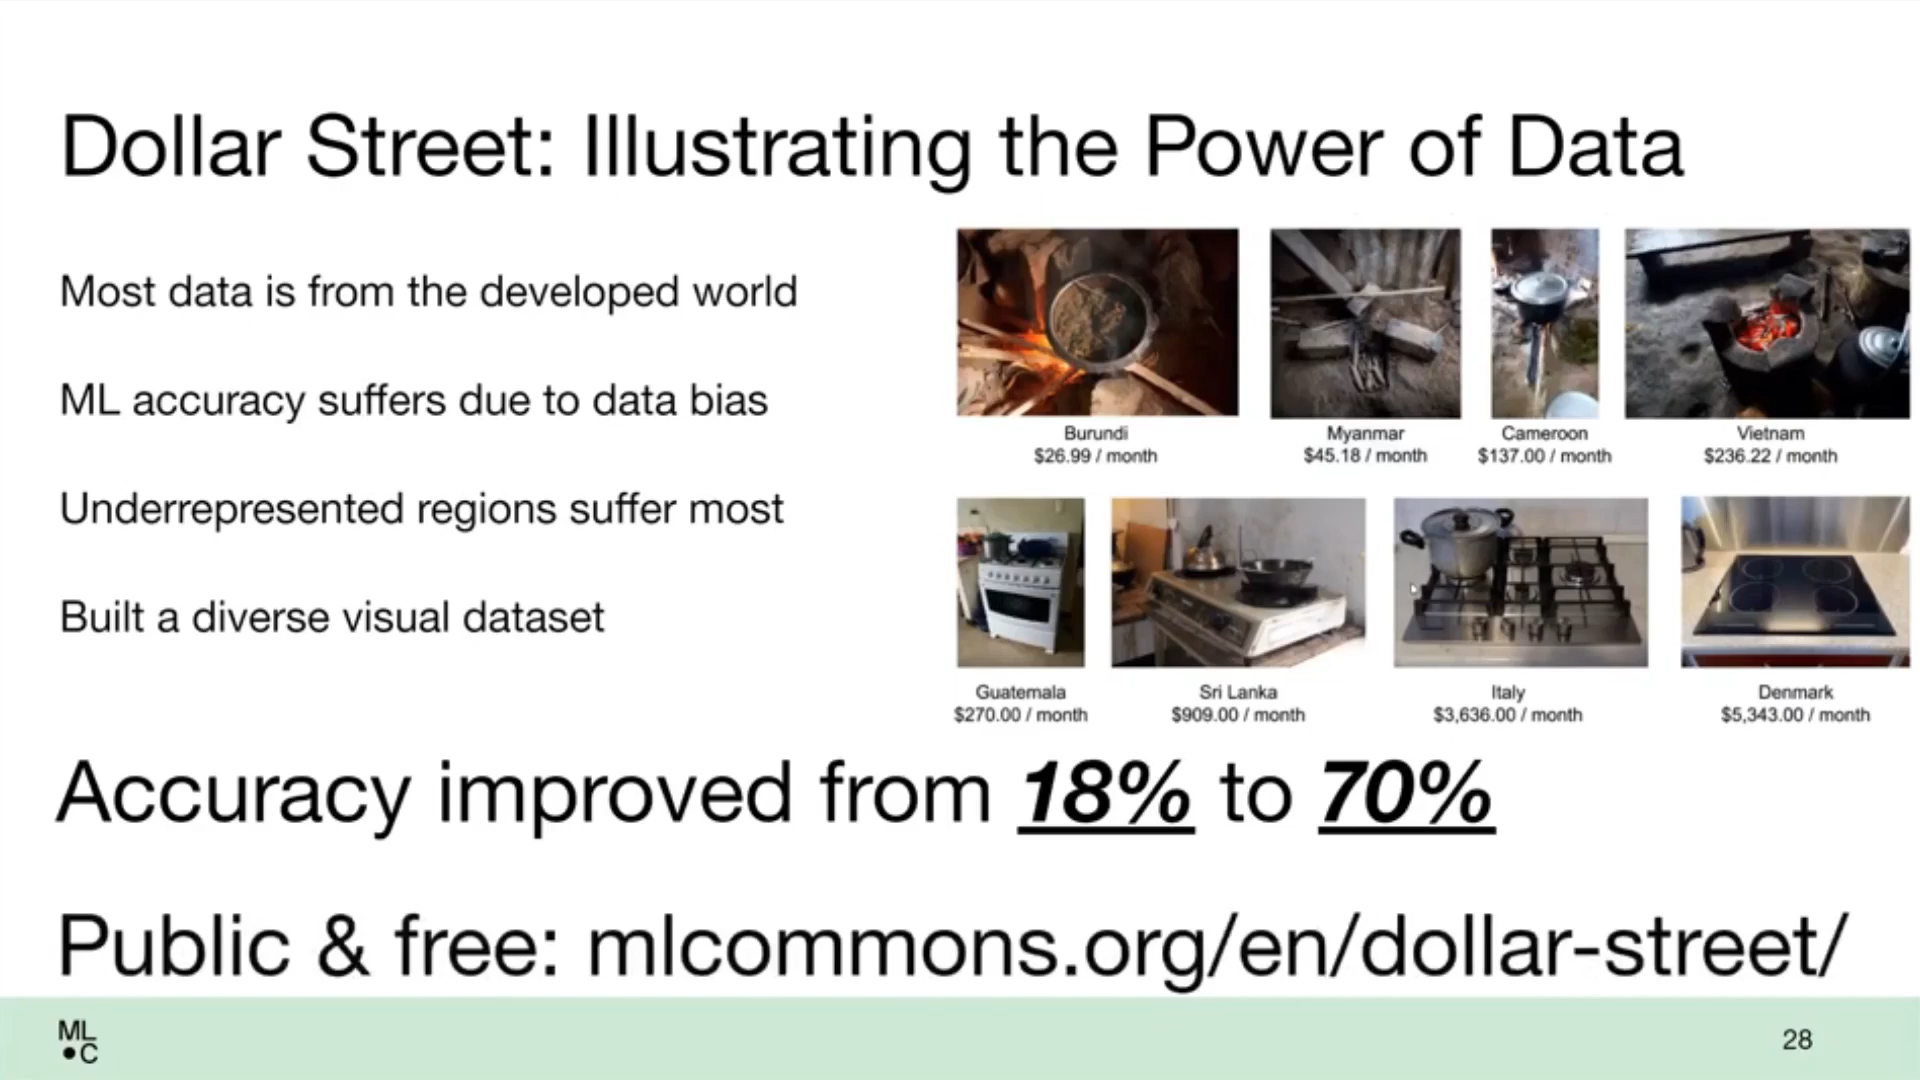 Dollar Street: Illustrating the Power of Data
Most data is from the developed world
ML accuracy suffers due to data bias
Underrepresented regions suffer most
Built a diverse visual dataset
Burundi
$26.99 / month
Myanmar
$45.18 / month
Cameroon
$137.00 / month
Vietnam
$236.22 / month
Guatemala
$270.00 / month
Sri Lanka
$909.00 / month
Italy
$3,636.00 / month
Denmark
$5,343.00 / month
Accuracy improved from 18% to 70%
Public & free: mlcommons.org/en/dollar-street/
ML
•C
28